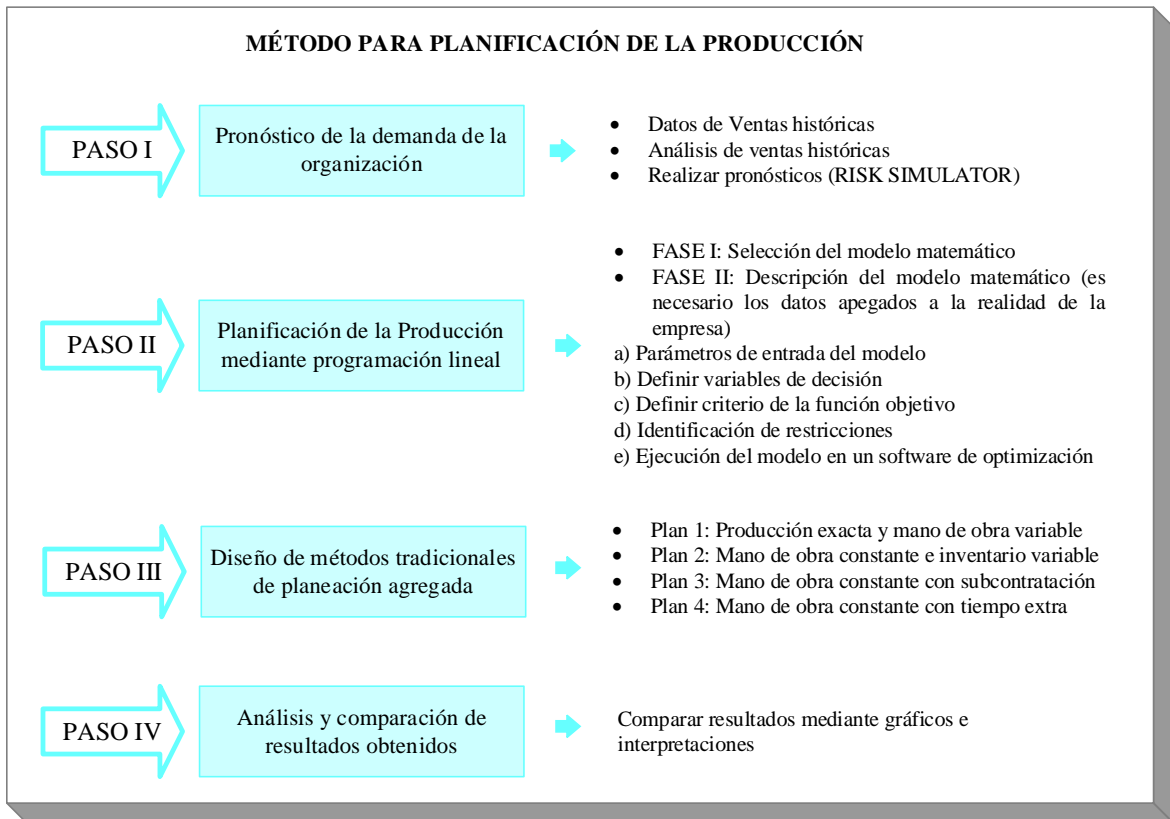 MÉTODO PARA PLANIFICACIÓN DE LA PRODUCCIÓN
PASO I
Pronóstico de la demanda de la
organización
• Datos de Ventas históricas
• Análisis de ventas históricas
• Realizar pronósticos (RISK SIMULATOR)
PASO II
Planificación de la Producción
mediante programación lineal
• FASE I: Selección del modelo matemático
• FASE II: Descripción del modelo matemático (es
necesario los datos apegados a la realidad de la
empresa)
a) Parámetros de entrada del modelo
b) Definir variables de decisión
c) Definir criterio de la función objetivo
d) Identificación de restricciones
e) Ejecución del modelo en un software de optimización
PASO III
Diseño de métodos tradicionales
de planeación agregada
• Plan 1: Producción exacta y mano de obra variable
• Plan 2: Mano de obra constante e inventario variable
• Plan 3: Mano de obra constante con subcontratación
• Plan 4: Mano de obra constante con tiempo extra
PASO IV
Análisis y comparación de
resultados obtenidos
Comparar resultados mediante gráficos e
interpretaciones